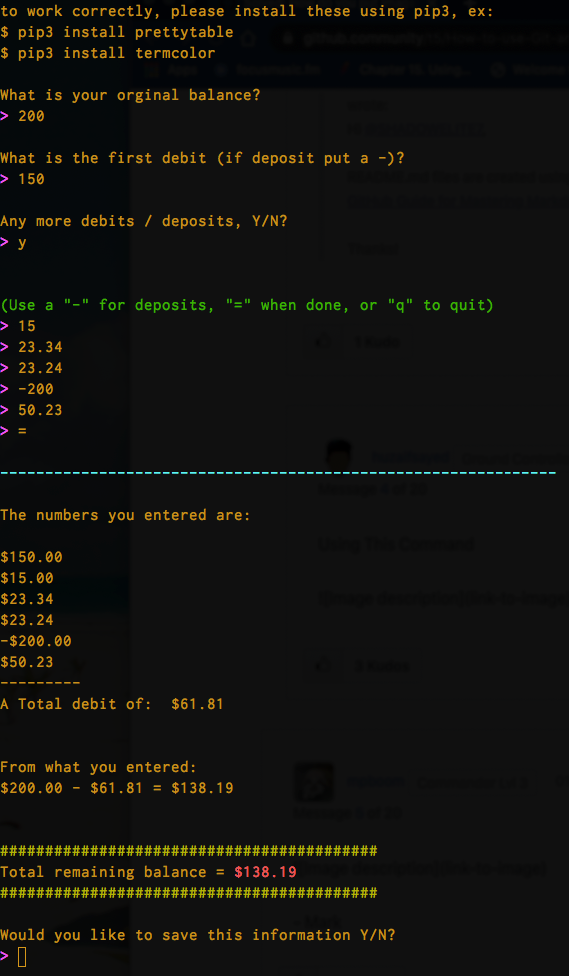 to work correctly, please install these using pip3, ex:
$ pip3 install prettytable
$ pip3 install termcolor
What is your orginal balance?
> 200
What is the first debit (if deposit put a -)?
> 150
Any more debits / deposits, Y/N?
> y
(Use a "-" for deposits, "=" when done, or "q" to quit)
> 15
> 23.34
> 23.24
> -200
> 50.23
> =
--------------------------------------------------------------
The numbers you entered are:
$150.00
$15.00
$23.34
$23.24
-$200.00
$50.23
---------
A Total debit of:  $61.81
From what you entered:
$200.00 - $61.81 = $138.19
##########################################
Total remaining balance = $138.19
##########################################
Would you like to save this information Y/N?
>